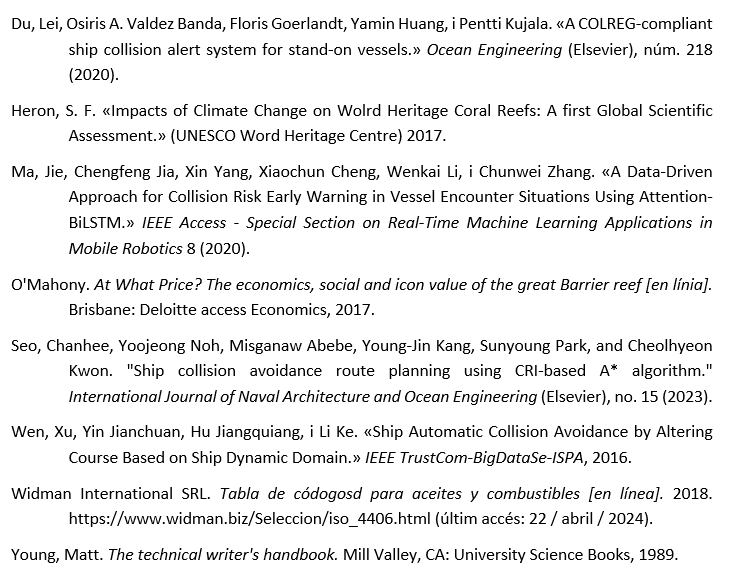 Du, Lei, Osiris A. Valdez Banda, Floris Goerlandt, Yamin Huang, i Pentti Kujala. «A COLREG-compliant
ship collision alert system for stand-on vessels.» Ocean Engineering (Elsevier), núm. 218
(2020).
Heron, S. F. «Impacts of Climate Change on Wolrd Heritage Coral Reefs: A first Global Scientific
Assessment.» (UNESCO Word Heritage Centre) 2017.
Ma, Jie, Chengfeng Jia, Xin Yang, Xiaochun Cheng, Wenkai Li, i Chunwei Zhang. «A Data-Driven
Approach for Collision Risk Early Warning in Vessel Encounter Situations Using Attention-
BiLSTM.» IEEE Access - Special Section on Real-Time Machine Learning Applications in
Mobile Robotics 8 (2020).
O'Mahony. At What Price? The economics, social and icon value of the great Barrier reef [en línia].
Brisbane: Deloitte access Economics, 2017.
Seo, Chanhee, Yoojeong Noh, Misganaw Abebe, Young-Jin Kang, Sunyoung Park, and Cheolhyeon
Kwon. "Ship collision avoidance route planning using CRI-based A* algorithm."
International Journal of Naval Architecture and Ocean Engineering (Elsevier), no. 15 (2023).
Wen, Xu, Yin Jianchuan, Hu Jiangquiang, i Li Ke. «Ship Automatic Collision Avoidance by Altering
Course Based on Ship Dynamic Domain.» IEEE TrustCom-BigDataSe-ISPA, 2016.
Widman International SRL. Tabla de códogosd para aceites y combustibles [en línea]. 2018.
https://www.widman.biz/Seleccion/iso_4406.html (últim accés: 22 / abril / 2024).
Young, Matt. The technical writer's handbook. Mill Valley, CA: University Science Books, 1989.